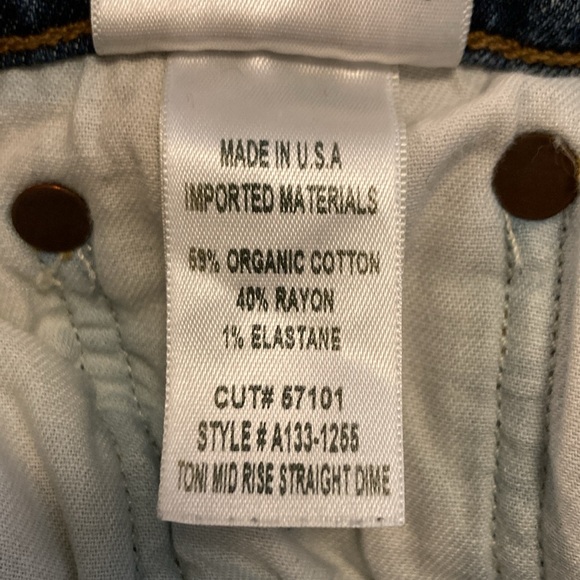 MADE IN U.S.A
IMPORTED MATERIALS
59% ORGANIC COTTON
40% RAYON
1% ELASTANE
CUT# 57101
STYLE # A133-1255
TONI MID RISE STRAIGHT DIME